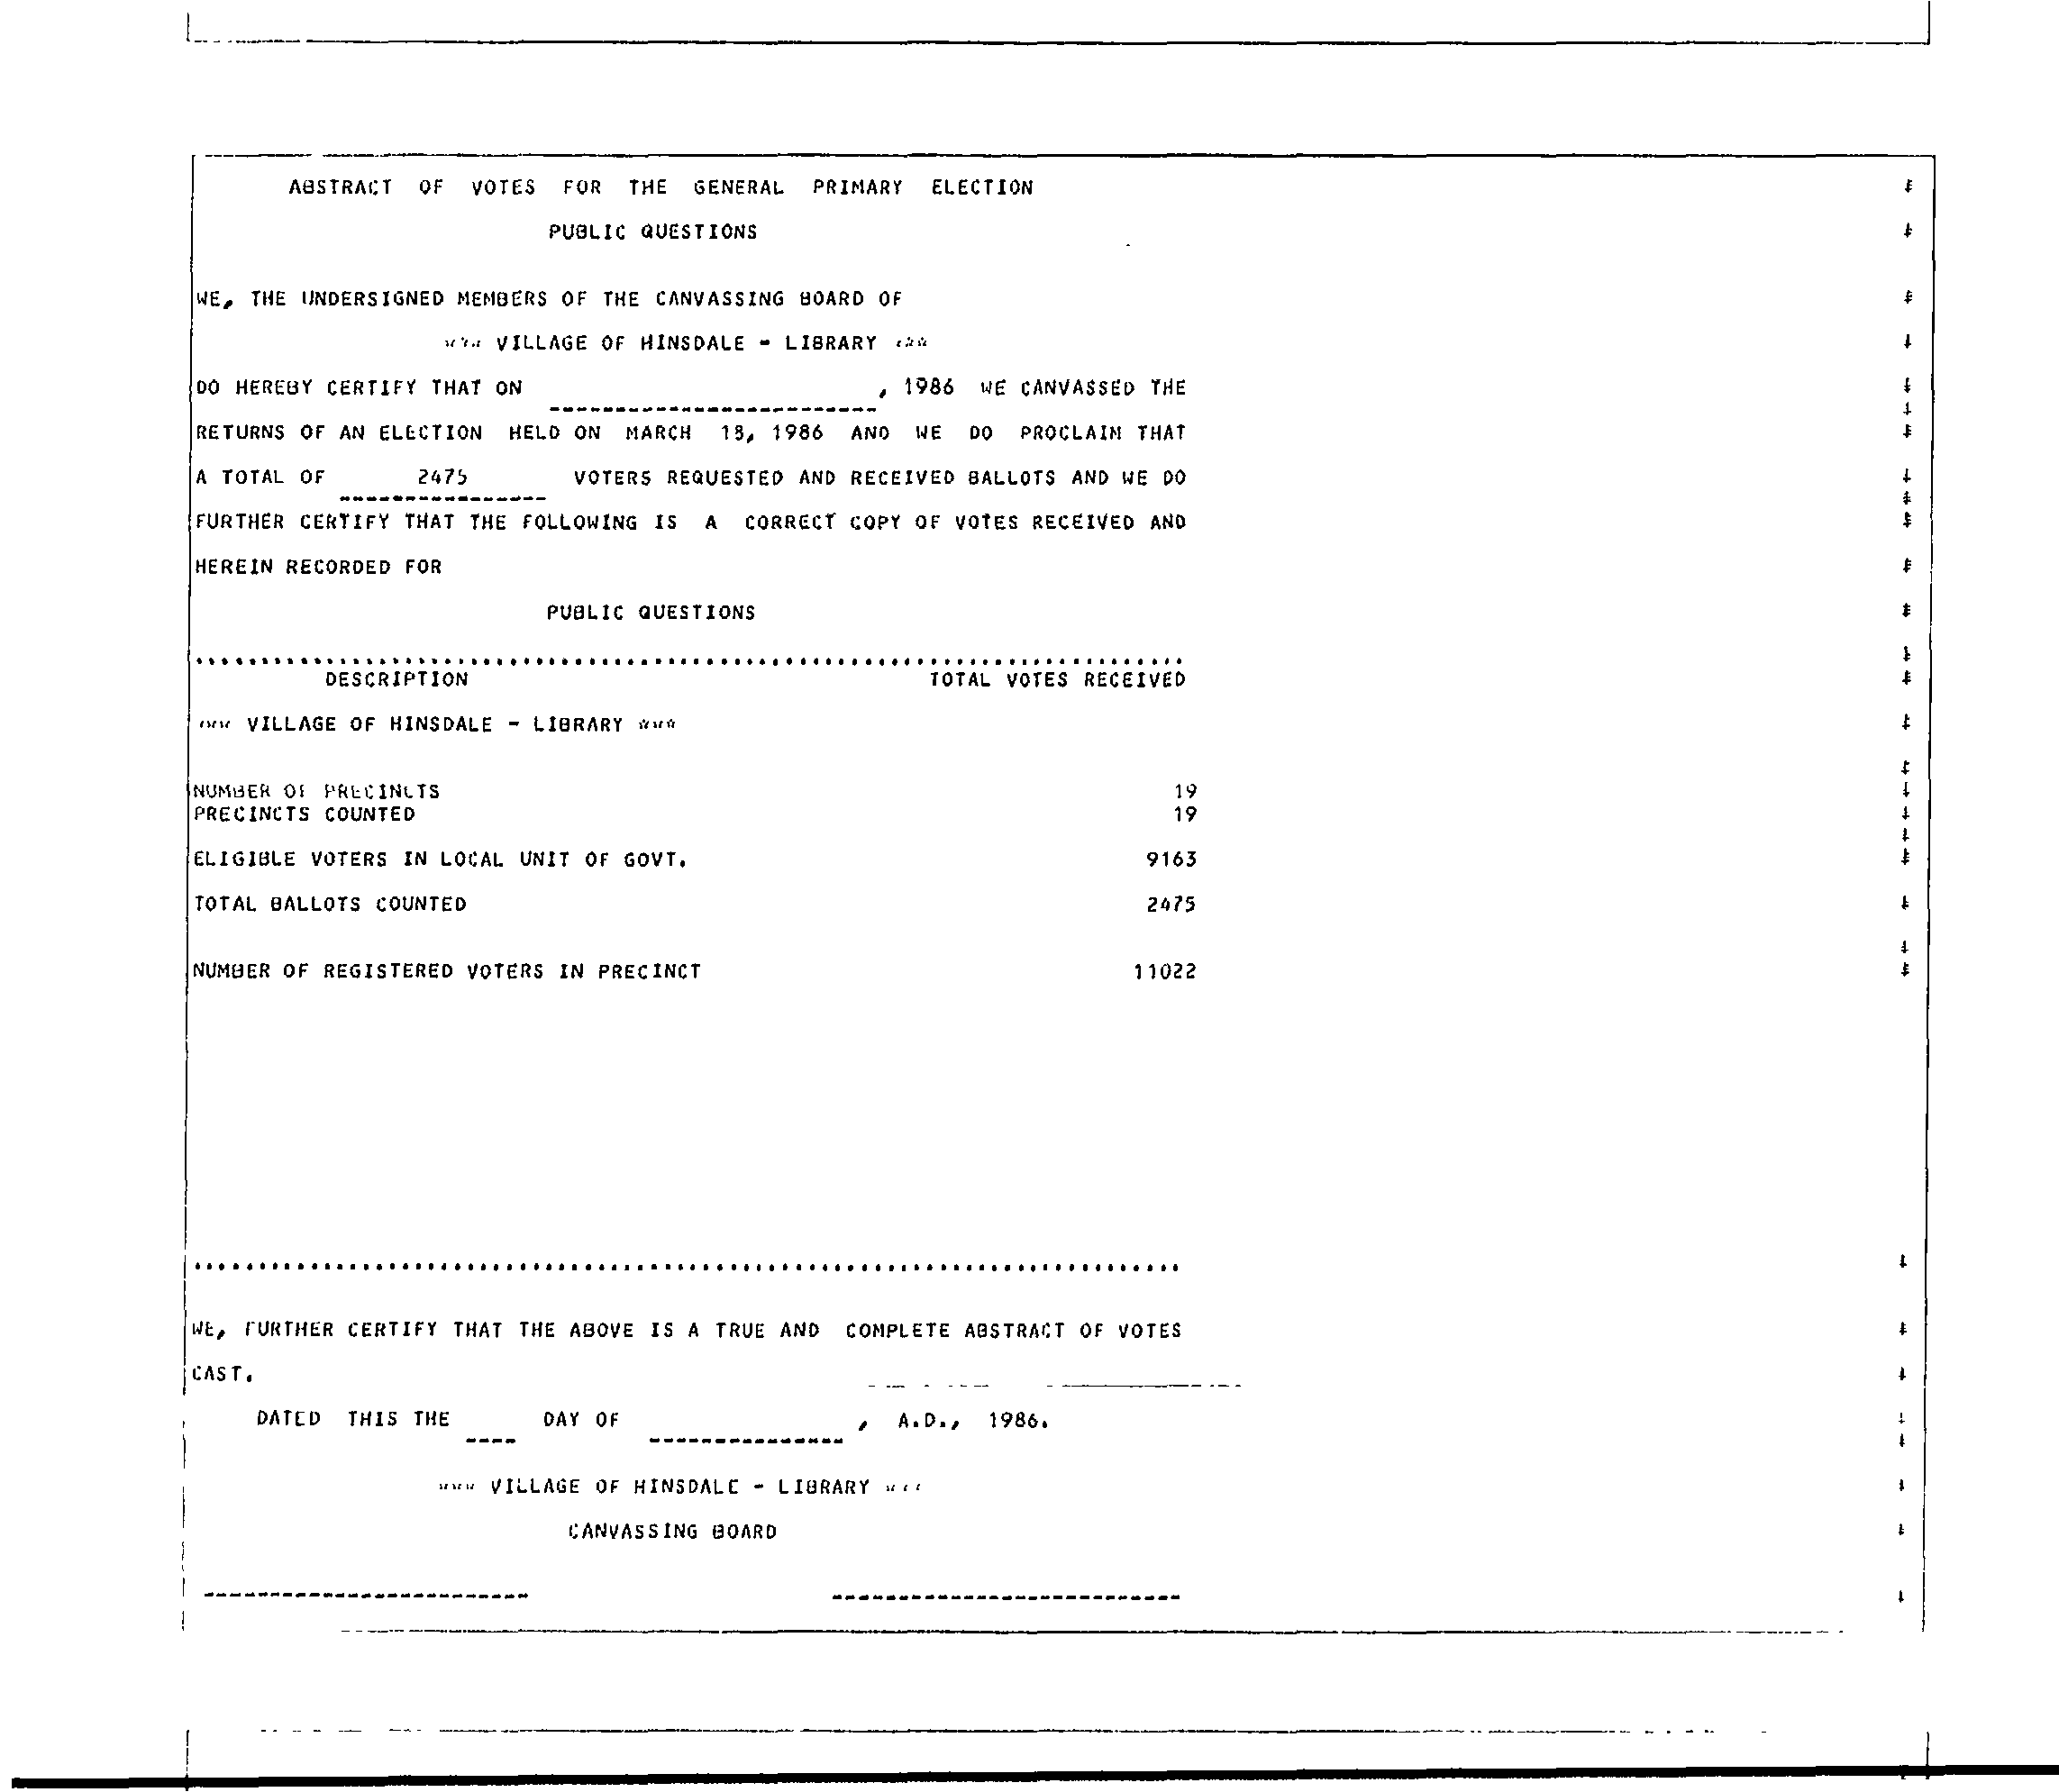 ABSTRACT OF VOTES FOR THE GENERAL PRIMARY ELECTION
PUBLIC QUESTIONS
WE, THE UNDERSIGNED MEMBERS OF THE CANVASSING BOARD OF
*** VILLAGE OF HINSDALE - LIBRARY ***
DO HEREBY CERTIFY THAT ON , 1986 WE CANVASSED THE
RETURNS OF AN ELECTION HELD ON MARCH 18, 1986 AND WE DO PROCLAIM THAT
A TOTAL OF 2475 VOTERS REQUESTED AND RECEIVED BALLOTS AND WE DO
FURTHER CERTIFY THAT THE FOLLOWING IS A CORRECT COPY OF VOTES RECEIVED AND
HEREIN RECORDED FOR
PUBLIC QUESTIONS
DESCRIPTION TOTAL VOTES RECEIVED
*** VILLAGE OF HINSDALE - LIBRARY ***
NUMBER OF PRECINCTS 19
PRECINCTS COUNTED 19
ELIGIBLE VOTERS IN LOCAL UNIT OF GOVT. 9163
TOTAL BALLOTS COUNTED 2475
NUMBER OF REGISTERED VOTERS IN PRECINCT 11022
WE, FURTHER CERTIFY THAT THE ABOVE IS A TRUE AND COMPLETE ABSTRACT OF VOTES
CAST.
DATED THIS THE ____ DAY OF ____ , A.D., 1986.
*** VILLAGE OF HINSDALE - LIBRARY ***
CANVASSING BOARD